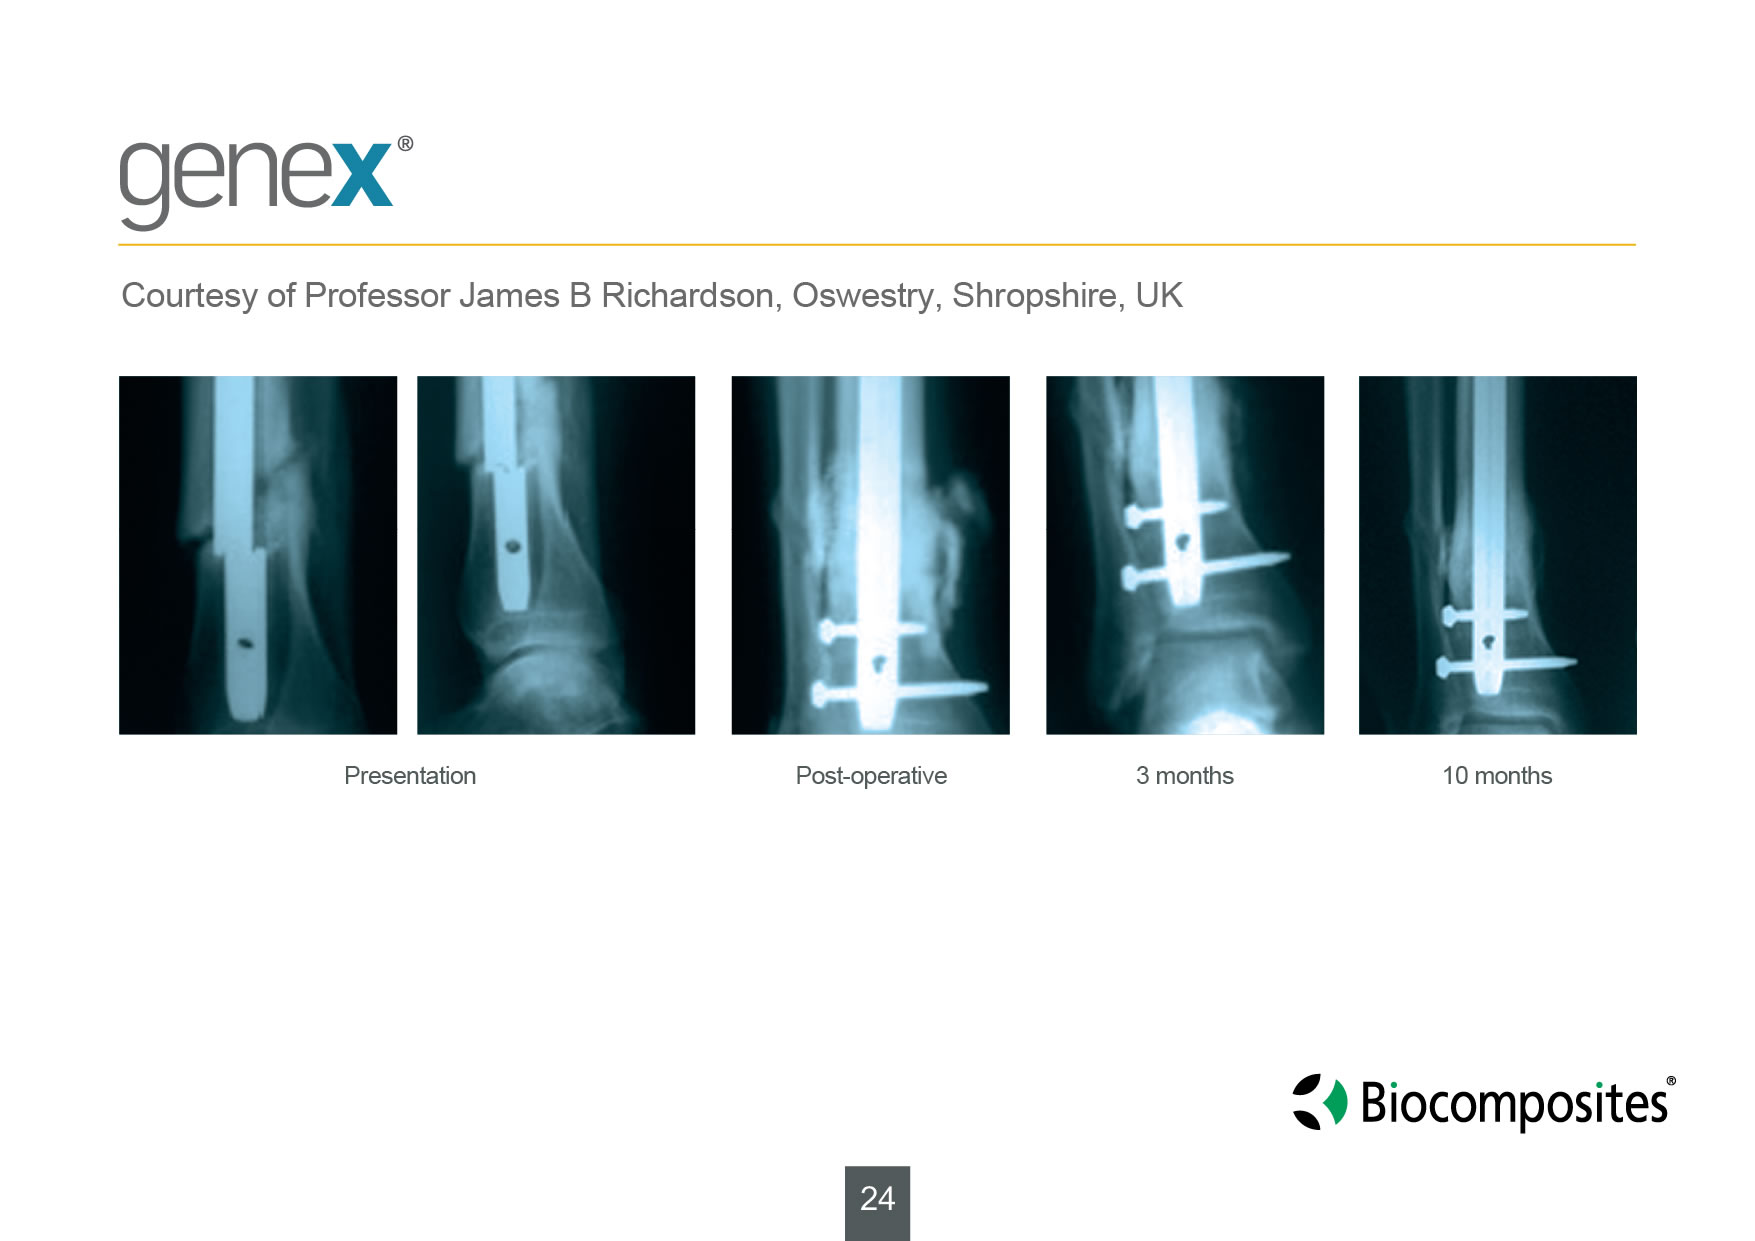 genex®
Courtesy of Professor James B Richardson, Oswestry, Shropshire, UK
Presentation
Post-operative
3 months
10 months
Biocomposites®
24